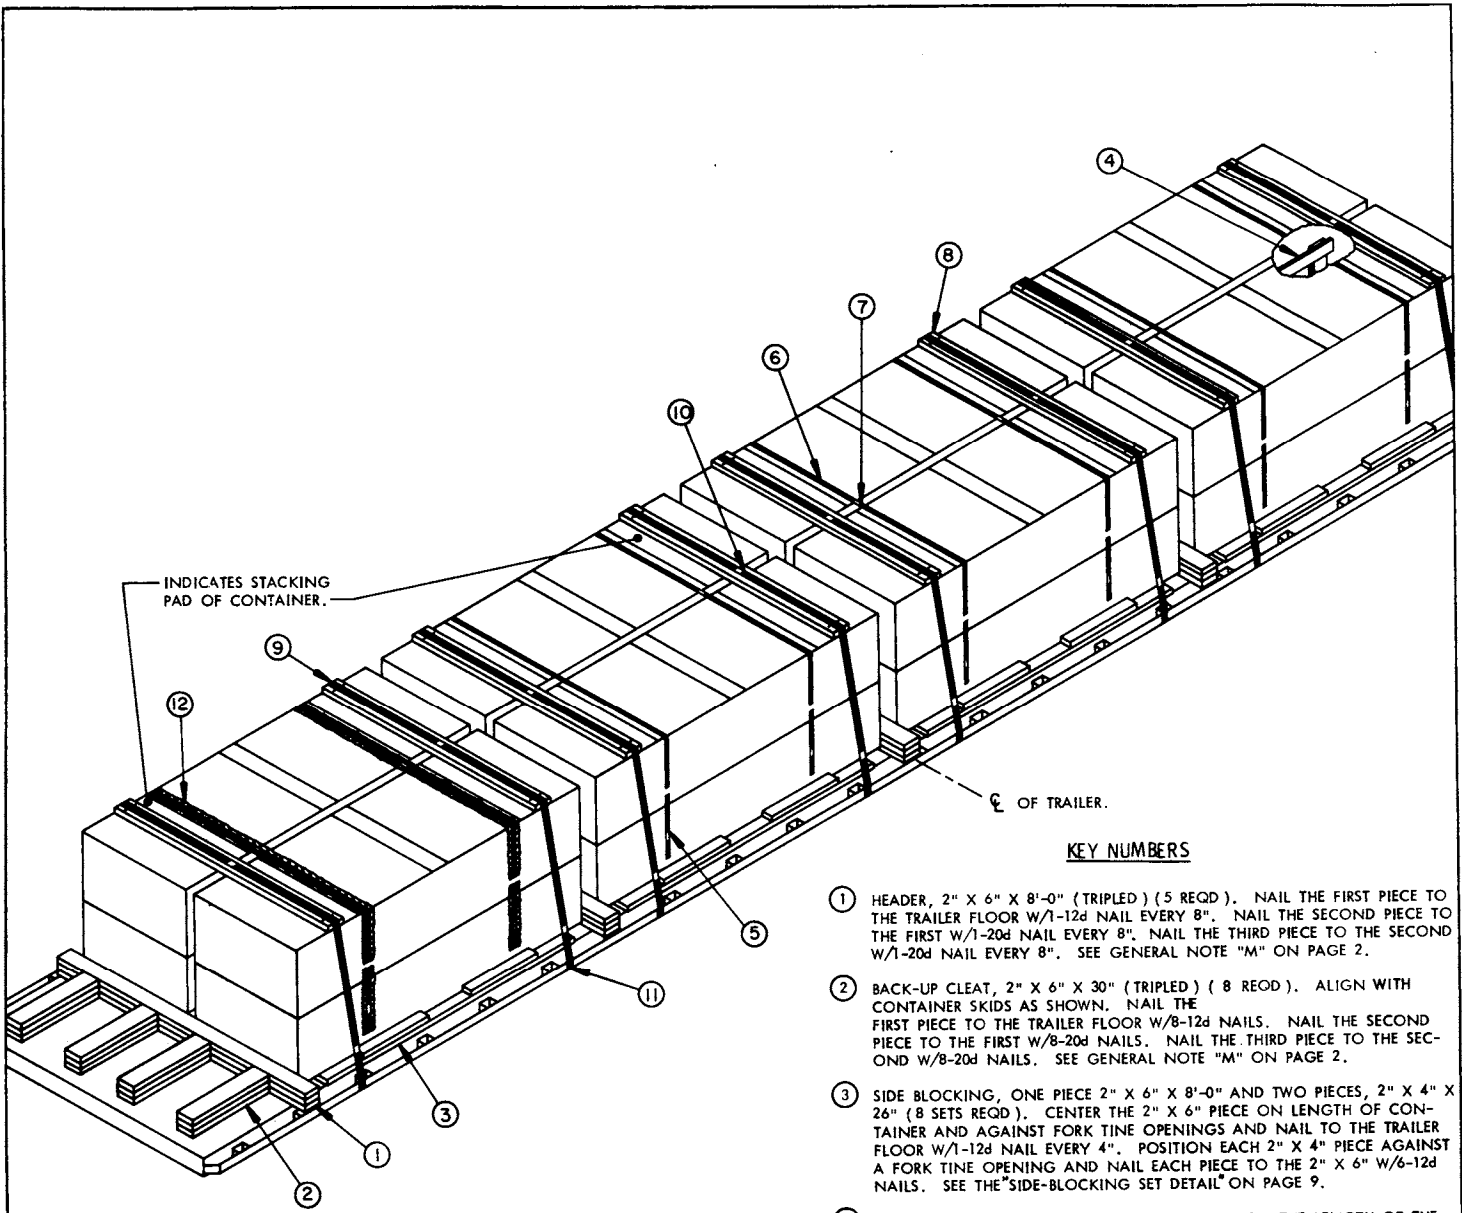 4
8
7
6
10
INDICATES STACKING
PAD OF CONTAINER.
9
12
℄ OF TRAILER.
5
11
3
1
2
KEY NUMBERS
1 HEADER, 2" X 6" X 8'-0" (TRIPLED) (5 REQD). NAIL THE FIRST PIECE TO
THE TRAILER FLOOR W/1-12d NAIL EVERY 8". NAIL THE SECOND PIECE TO
THE FIRST W/1-20d NAIL EVERY 8". NAIL THE THIRD PIECE TO THE SECOND
W/1-20d NAIL EVERY 8". SEE GENERAL NOTE "M" ON PAGE 2.
2 BACK-UP CLEAT, 2" X 6" X 30" (TRIPLED) ( 8 REQD). ALIGN WITH
CONTAINER SKIDS AS SHOWN. NAIL THE
FIRST PIECE TO THE TRAILER FLOOR W/8-12d NAILS. NAIL THE SECOND
PIECE TO THE FIRST W/8-20d NAILS. NAIL THE THIRD PIECE TO THE SEC-
OND W/8-20d NAILS. SEE GENERAL NOTE "M" ON PAGE 2.
3 SIDE BLOCKING, ONE PIECE 2" X 6" X 8'-0" AND TWO PIECES, 2" X 4" X
26" (8 SETS REQD). CENTER THE 2" X 6" PIECE ON LENGTH OF CON-
TAINER AND AGAINST FORK TINE OPENINGS AND NAIL TO THE TRAILER
FLOOR W/1-12d NAIL EVERY 4". POSITION EACH 2" X 4" PIECE AGAINST
A FORK TINE OPENING AND NAIL EACH PIECE TO THE 2" X 6" W/6-12d
NAILS. SEE THE "SIDE-BLOCKING SET DETAIL" ON PAGE 9.